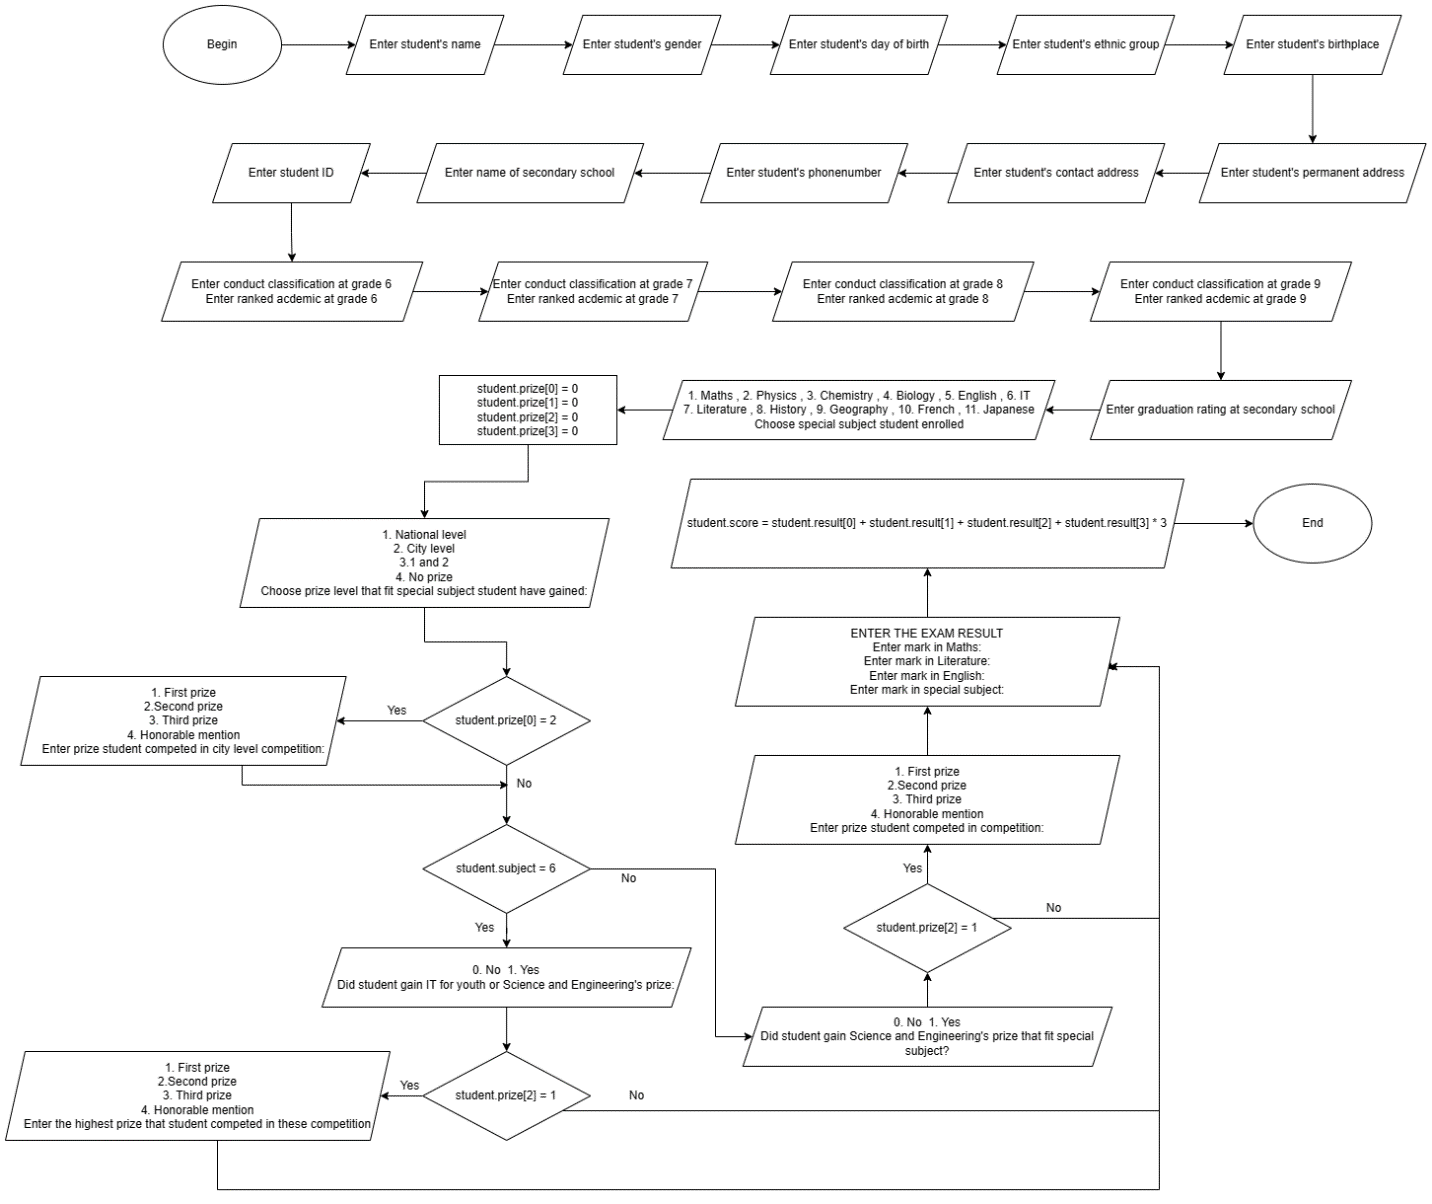 Begin
Enter student's name
Enter student's gender
Enter student's day of birth
Enter student's ethnic group
Enter student's birthplace
Enter student's permanent address
Enter student's contact address
Enter student's phonenumber
Enter name of secondary school
Enter student ID
Enter conduct classification at grade 6
Enter ranked acdemic at grade 6
Enter conduct classification at grade 7
Enter ranked acdemic at grade 7
Enter conduct classification at grade 8
Enter ranked acdemic at grade 8
Enter conduct classification at grade 9
Enter ranked acdemic at grade 9
Enter graduation rating at secondary school
1. Maths , 2. Physics , 3. Chemistry , 4. Biology , 5. English , 6. IT
7. Literature , 8. History , 9. Geography , 10. French , 11. Japanese
Choose special subject student enrolled
student.prize[0] = 0
student.prize[1] = 0
student.prize[2] = 0
student.prize[3] = 0
1. National level
2. City level
3.1 and 2
4. No prize
Choose prize level that fit special subject student have gained:
student.prize[0] = 2
Yes
1. First prize
2.Second prize
3. Third prize
4. Honorable mention
Enter prize student competed in city level competition:
No
student.subject = 6
Yes
No
0. No 1. Yes
Did student gain IT for youth or Science and Engineering's prize:
student.prize[2] = 1
Yes
No
1. First prize
2.Second prize
3. Third prize
4. Honorable mention
Enter the highest prize that student competed in these competition
0. No 1. Yes
Did student gain Science and Engineering's prize that fit special
subject?
student.prize[2] = 1
Yes
No
1. First prize
2.Second prize
3. Third prize
4. Honorable mention
Enter prize student competed in competition:
ENTER THE EXAM RESULT
Enter mark in Maths:
Enter mark in Literature:
Enter mark in English:
Enter mark in special subject:
student.score = student.result[0] + student.result[1] + student.result[2] + student.result[3] * 3
End